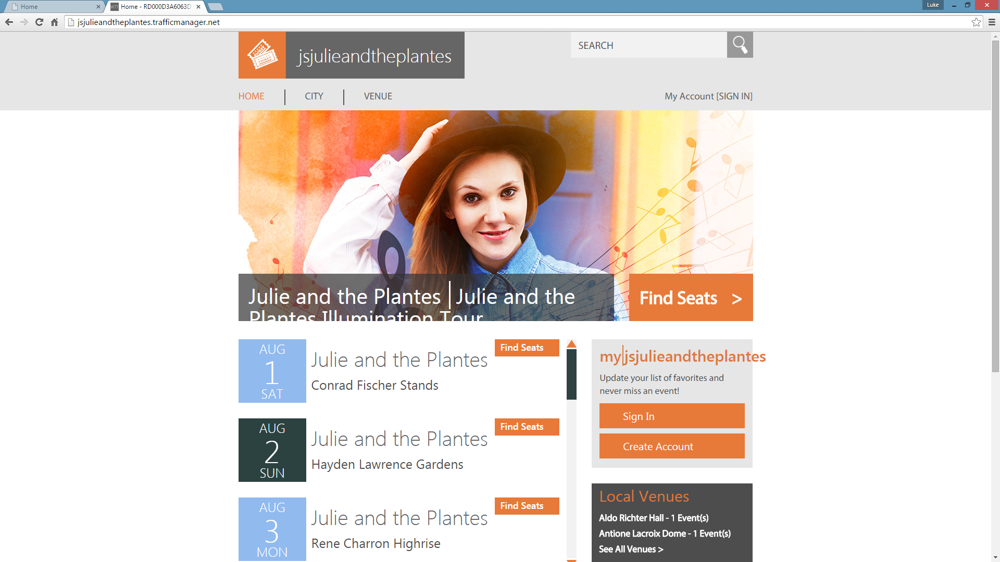 Home
Home - RD000D3A6063D
Luke
jsjulieandtheplantes.trafficmanager.net
TICKET
jsjulieandtheplantes
SEARCH
HOME
CITY
VENUE
My Account [SIGN IN]
Julie and the Plantes | Julie and the
Plantes Illumination Tour
Find Seats >
AUG
1
SAT
Julie and the Plantes
Conrad Fischer Stands
Find Seats
AUG
2
SUN
Julie and the Plantes
Hayden Lawrence Gardens
Find Seats
AUG
3
MON
Julie and the Plantes
Rene Charron Highrise
Find Seats
my|jsjulieandtheplantes
Update your list of favorites and
never miss an event!
Sign In
Create Account
Local Venues
Aldo Richter Hall - 1 Event(s)
Antione Lacroix Dome - 1 Event(s)
See All Venues >